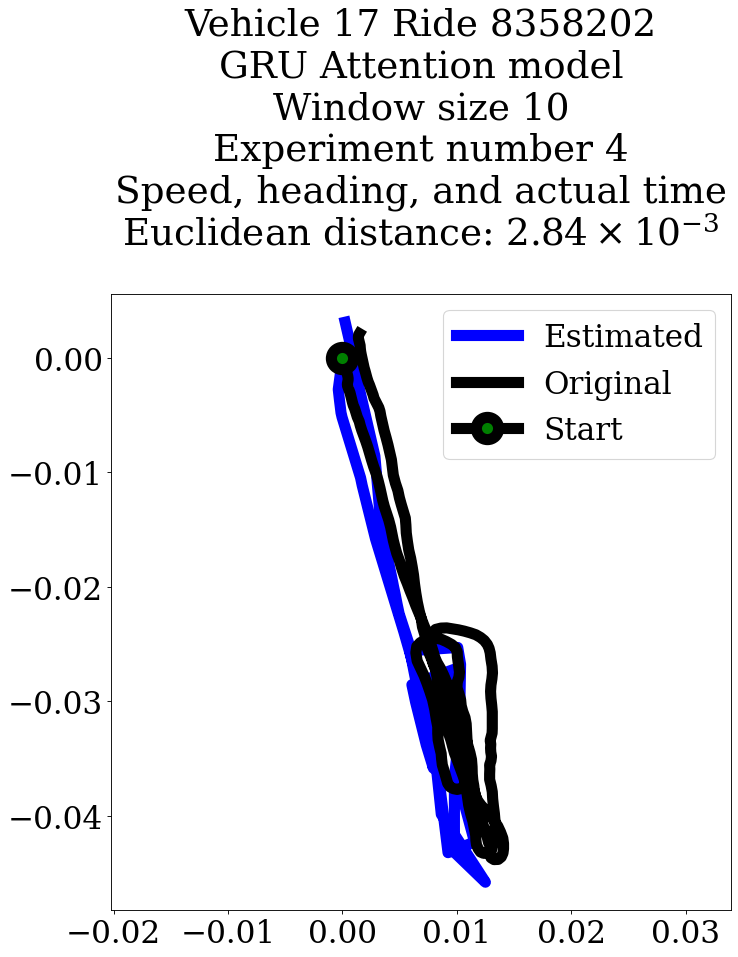 Vehicle 17 Ride 8358202
GRU Attention model
Window size 10
Experiment number 4
Speed, heading, and actual time
Euclidean distance: 2.84 × 10⁻³
Estimated
Original
Start
0.00
−0.01
−0.02
−0.03
−0.04
−0.02 −0.01 0.00 0.01 0.02 0.03